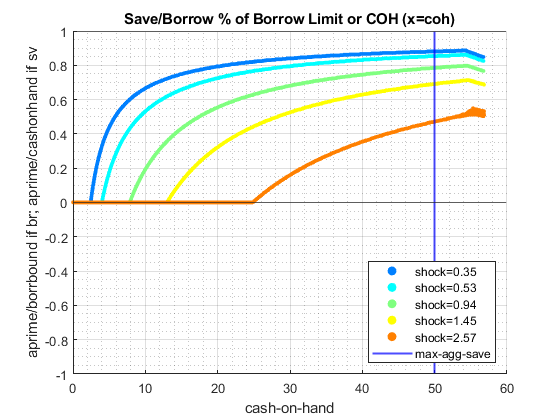 Save/Borrow % of Borrow Limit or COH (x=coh)
aprime/borrbound if br; aprime/cashonhand if sv
1
0.8
0.6
0.4
0.2
0
-0.2
-0.4
-0.6
-0.8
-1
shock=0.35
shock=0.53
shock=0.94
shock=1.45
shock=2.57
max-agg-save
0 10 20 30 40 50 60
cash-on-hand